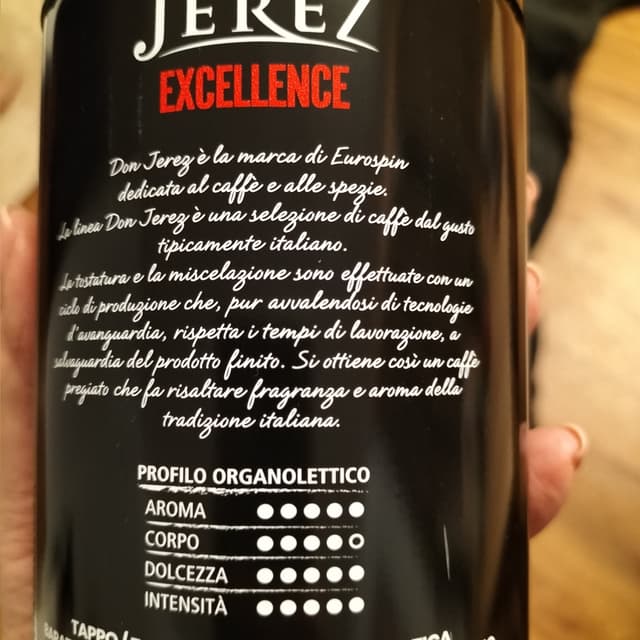 JEREZ
EXCELLENCE
Don Jerez è la marca di Eurospin
dedicata al caffè e alle spezie.
La linea Don Jerez è una selezione di caffè dal gusto
tipicamente italiano.
La tostatura e la miscelazione sono effettuate con un
ciclo di produzione che, pur avvalendosi di tecnologie
d'avanguardia, rispetta i tempi di lavorazione, a
salvaguardia del prodotto finito. Si ottiene così un caffè
pregiato che fa risaltare fragranza e aroma della
tradizione italiana.
PROFILO ORGANOLETTICO
AROMA
CORPO
DOLCEZZA
INTENSITÀ
TAPPO